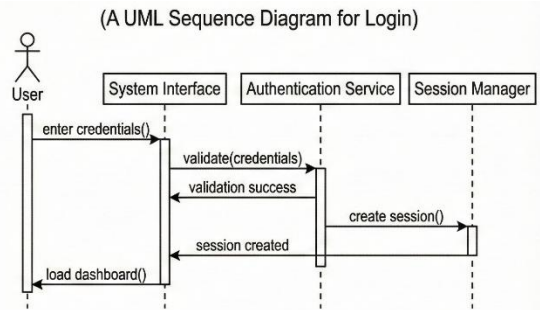 (A UML Sequence Diagram for Login)
User
System Interface
Authentication Service
Session Manager
enter credentials()
validate(credentials)
validation success
create session()
session created
load dashboard()